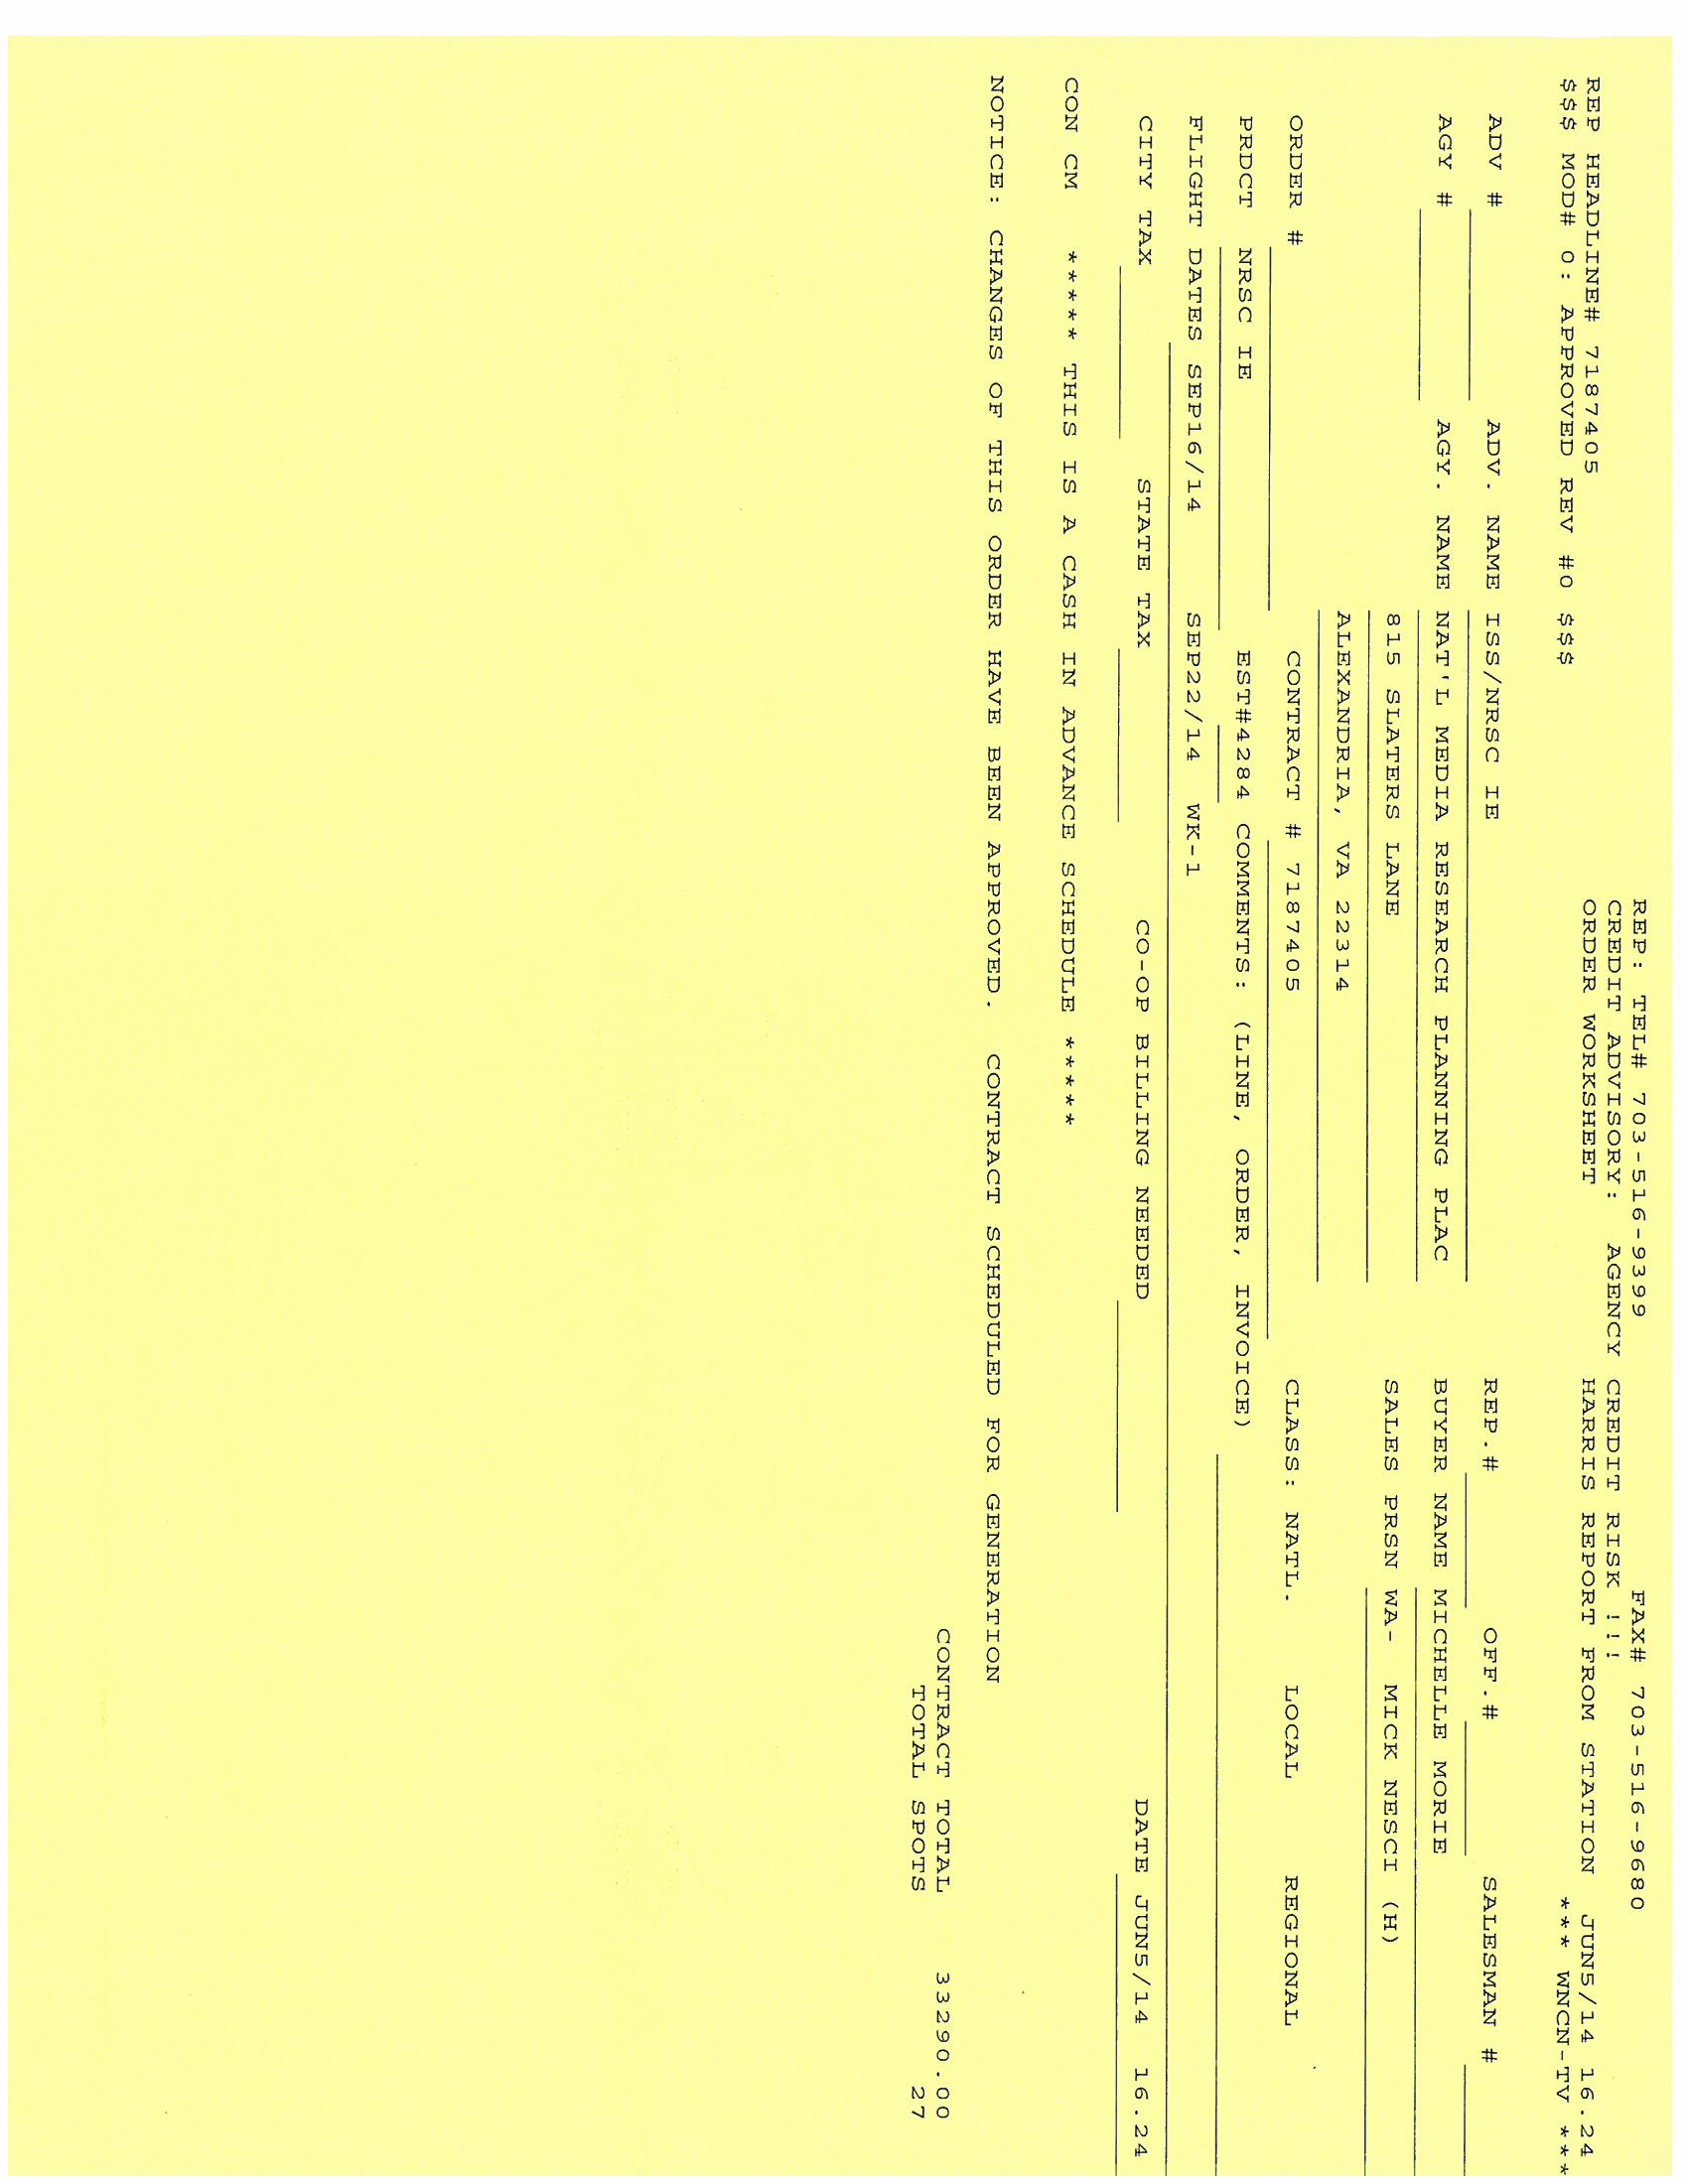 REP: TEL# 703-516-9399 FAX# 703-516-9680
CREDIT ADVISORY: AGENCY CREDIT RISK !!!
REP HEADLINE# 7187405 ORDER WORKSHEET HARRIS REPORT FROM STATION JUN5/14 16.24
$$$ MOD# 0: APPROVED REV #0 $$$ *** WNCN-TV ***
ADV # ADV. NAME ISS/NRSC IE REP.# OFF.# SALESMAN #
AGY # AGY. NAME NAT'L MEDIA RESEARCH PLANNING PLAC BUYER NAME MICHELLE MORIE
815 SLATERS LANE SALES PRSN WA- MICK NESCI (H)
ALEXANDRIA, VA 22314
ORDER # CONTRACT # 7187405 CLASS: NATL. LOCAL REGIONAL
PRDCT NRSC IE EST#4284 COMMENTS: (LINE, ORDER, INVOICE)
FLIGHT DATES SEP16/14 SEP22/14 WK-1
CITY TAX STATE TAX CO-OP BILLING NEEDED DATE JUN5/14 16.24
CON CM ***** THIS IS A CASH IN ADVANCE SCHEDULE *****
NOTICE: CHANGES OF THIS ORDER HAVE BEEN APPROVED. CONTRACT SCHEDULED FOR GENERATION
CONTRACT TOTAL 33290.00
TOTAL SPOTS 27